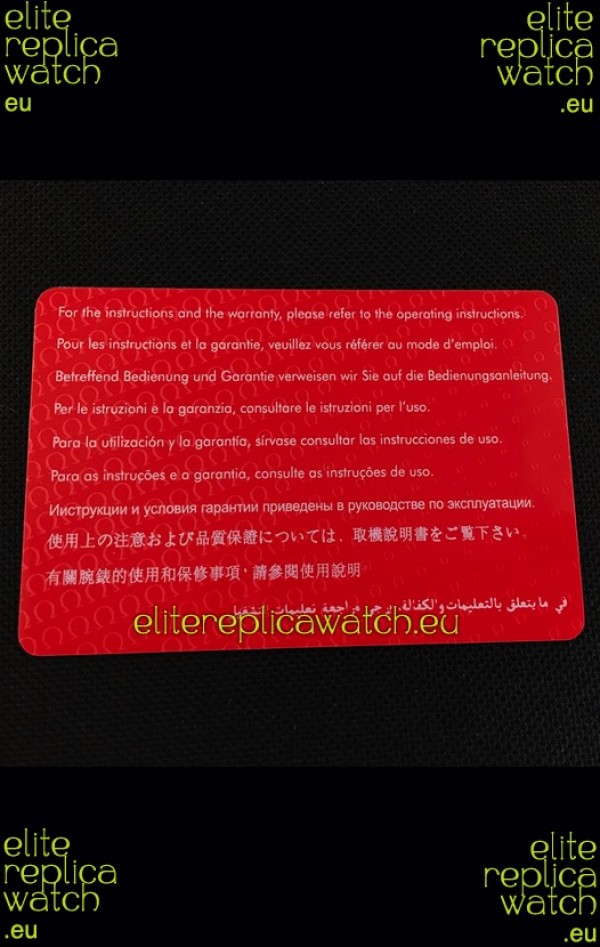 elite
replica
watch
.eu
elite
replica
watch
.eu
For the instructions and the warranty, please refer to the operating instructions.
Pour les instructions et la garantie, veuillez vous référer au mode d'emploi.
Betreffend Bedienung und Garantie verweisen wir Sie auf die Bedienungsanleitung.
Per le istruzioni e la garanzia, consultare le istruzioni per l'uso.
Para la utilización y la garantía, sírvase consultar las instrucciones de uso.
Para as instruções e a garantia, consulte as instruções de uso.
Инструкции и условия гарантии приведены в руководстве по эксплуатации.
使用上の注意および品質保證については、取機說明書をご覧下さい。
有關腕錶的使用和保修事項,請參閱使用說明。
في ما يتعلق بالتعليمات والكفالة، يرجى مراجعة تعليمات
elitereplicawatch.eu
elite
replica
watch
.eu
elite
replica
watch
.eu